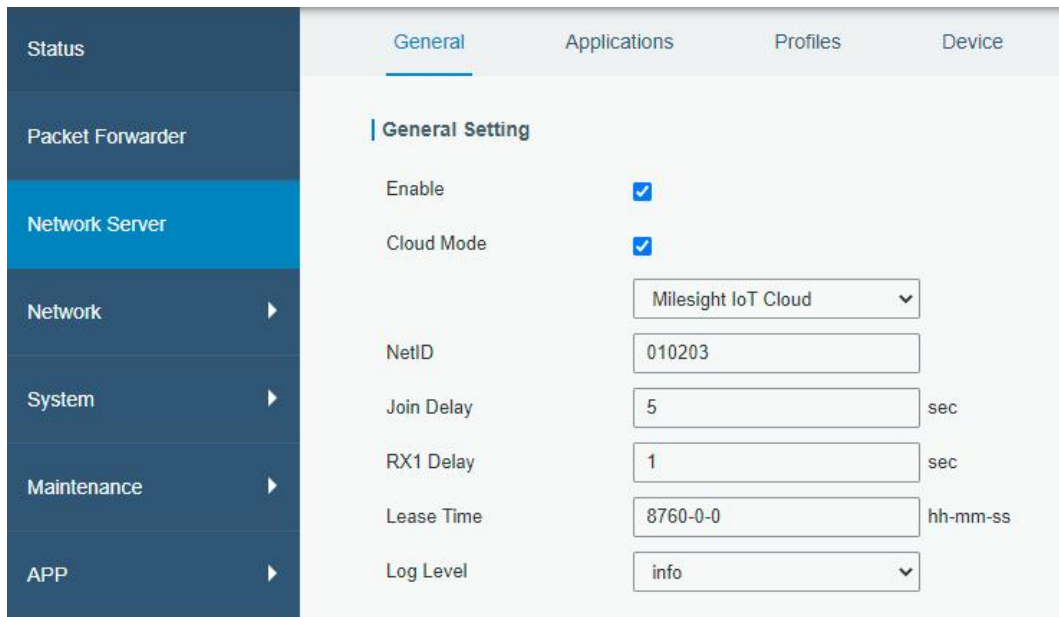 Status
Packet Forwarder
Network Server
Network
System
Maintenance
APP
General Applications Profiles Device
General Setting
Enable
Cloud Mode
Milesight IoT Cloud
NetID 010203
Join Delay 5 sec
RX1 Delay 1 sec
Lease Time 8760-0-0 hh-mm-ss
Log Level info